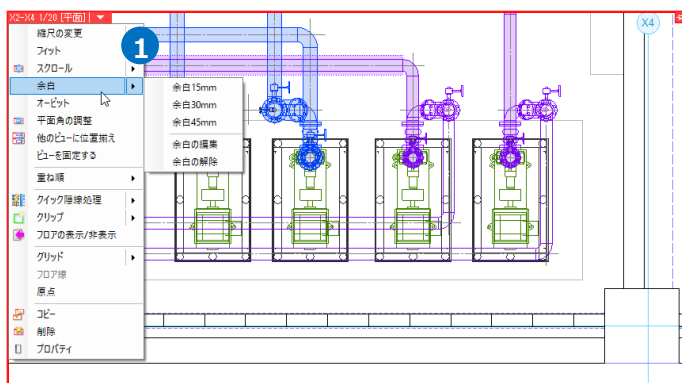 X2-X4 1/20 [平面]
縮尺の変更
フィット
スクロール
余白
オービット
平面角の調整
他のビューに位置揃え
ビューを固定する
重ね順
クイック隠線処理
クリップ
フロアの表示/非表示
グリッド
フロア線
原点
コピー
削除
プロパティ
1
余白15mm
余白30mm
余白45mm
余白の編集
余白の解除
X4